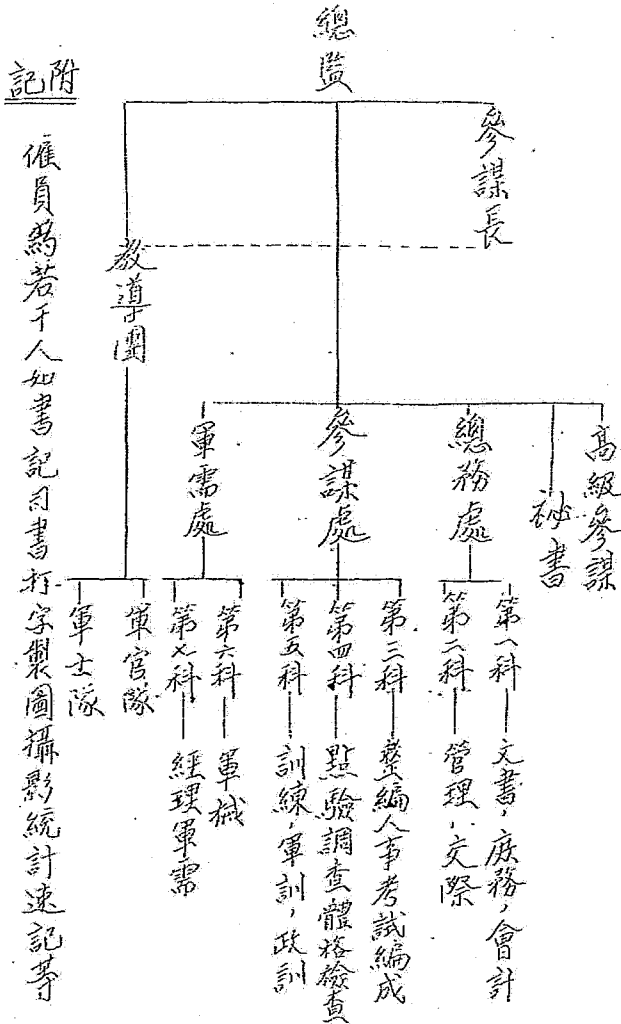 總監
參謀長
教導團
高級參謀
祕書
總務處
參謀處
軍需處
第一科
文書,庶務,會計
第二科
管理,交際
第三科
整編人事考試編成
第四科
點驗調查體格檢查
第五科
訓練,軍訓,政訓
第六科
軍械
第七科
經理軍需
軍官隊
軍士隊
附記
僱員為若干人如書記司書打字製圖攝影統計速記等